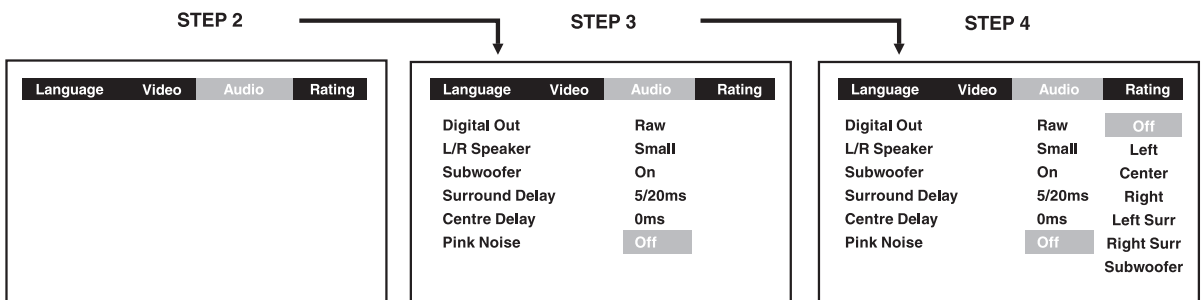 STEP 2
STEP 3
STEP 4
Language Video Audio Rating
Language Video Audio Rating
Digital Out Raw
L/R Speaker Small
Subwoofer On
Surround Delay 5/20ms
Centre Delay 0ms
Pink Noise Off
Language Video Audio Rating
Digital Out Raw Off
L/R Speaker Small Left
Subwoofer On Center
Surround Delay 5/20ms Right
Centre Delay 0ms Left Surr
Pink Noise Off Right Surr
Subwoofer